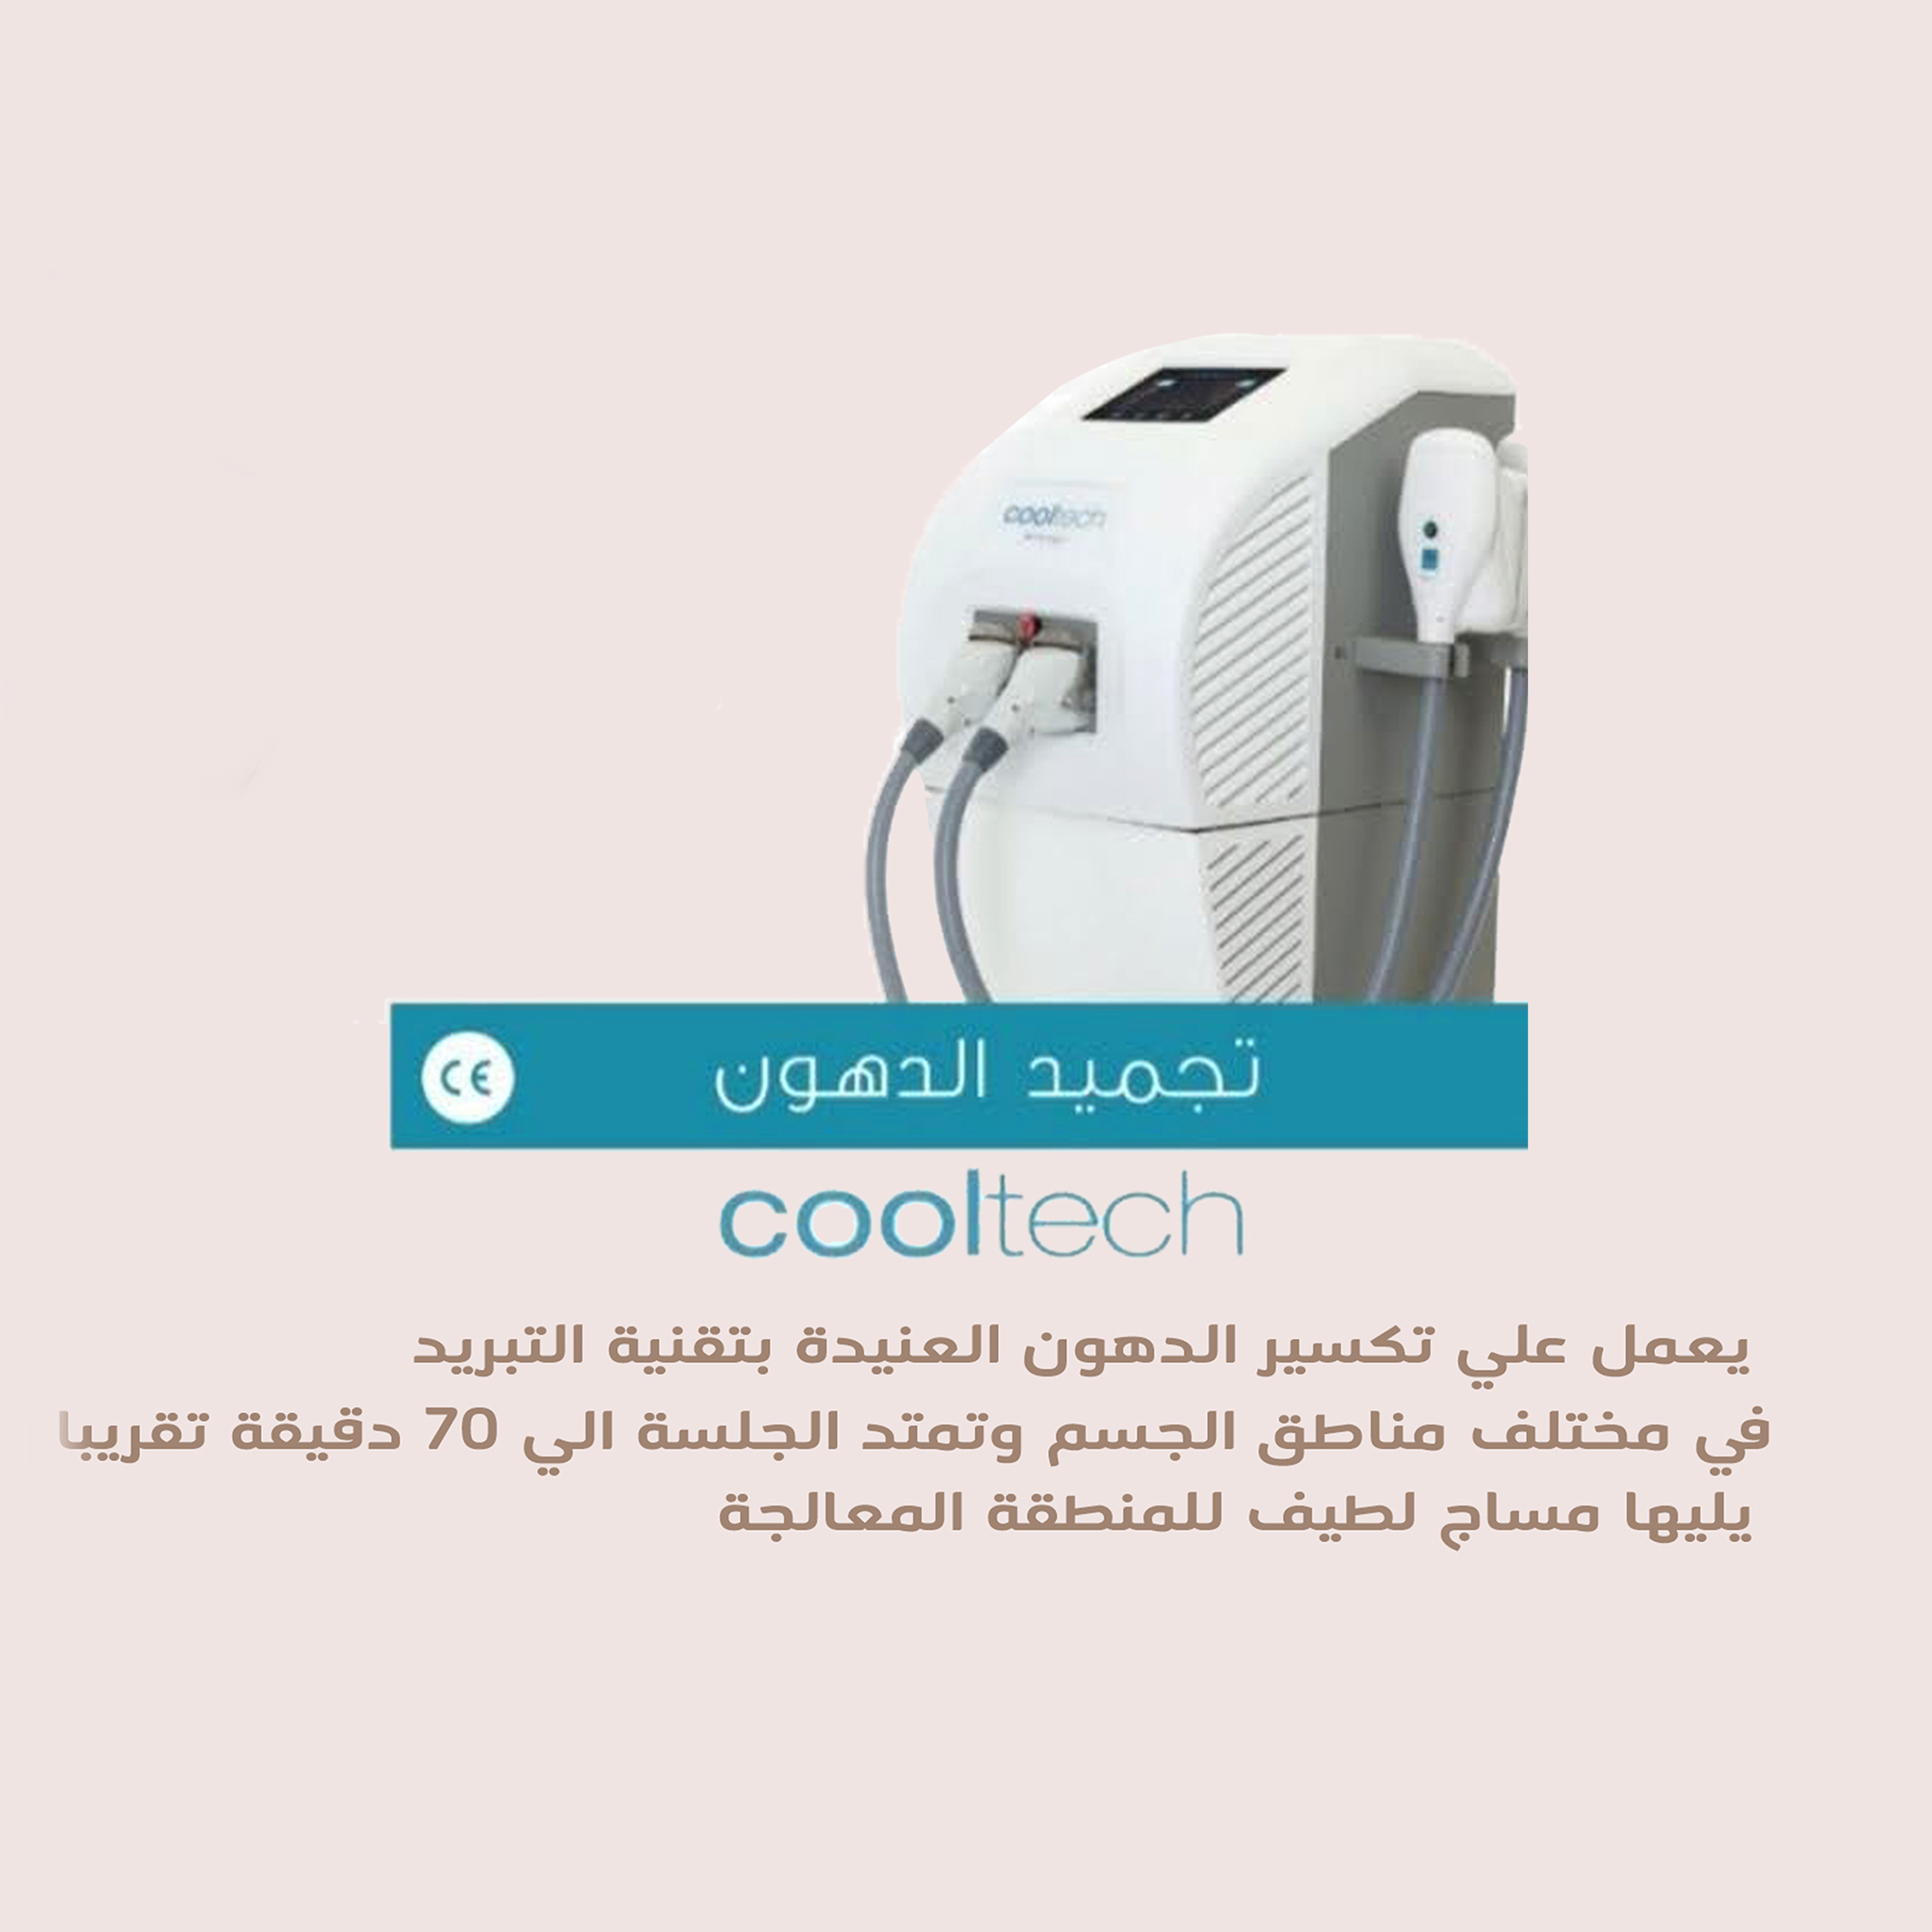 cooltech
تجميد الدهون
CE
cooltech
يعمل علي تكسير الدهون العنيدة بتقنية التبريد
في مختلف مناطق الجسم وتمتد الجلسة الي 70 دقيقة تقريبا
يليها مساج لطيف للمنطقة المعالجة